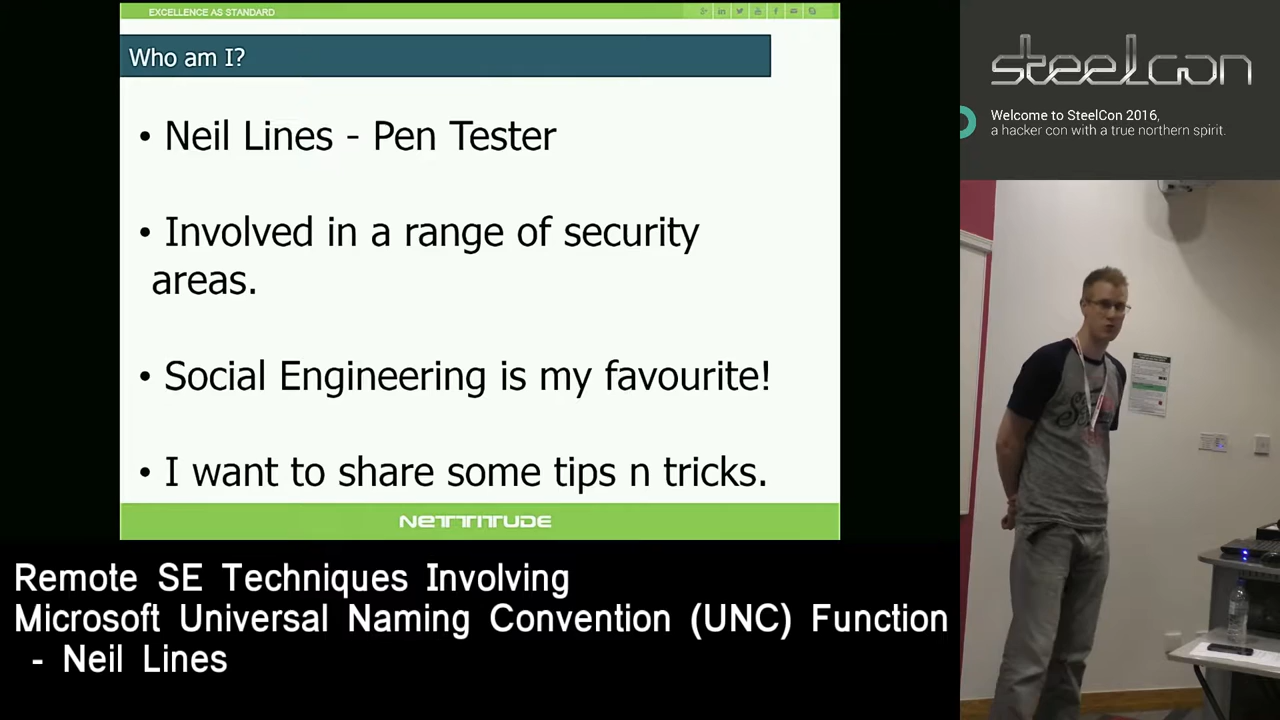 EXCELLENCE AS STANDARD
Who am I?
• Neil Lines - Pen Tester
• Involved in a range of security
areas.
• Social Engineering is my favourite!
• I want to share some tips n tricks.
NETTITUDE
steelcon
Welcome to SteelCon 2016,
a hacker con with a true northern spirit.
Remote SE Techniques Involving
Microsoft Universal Naming Convention (UNC) Function
- Neil Lines